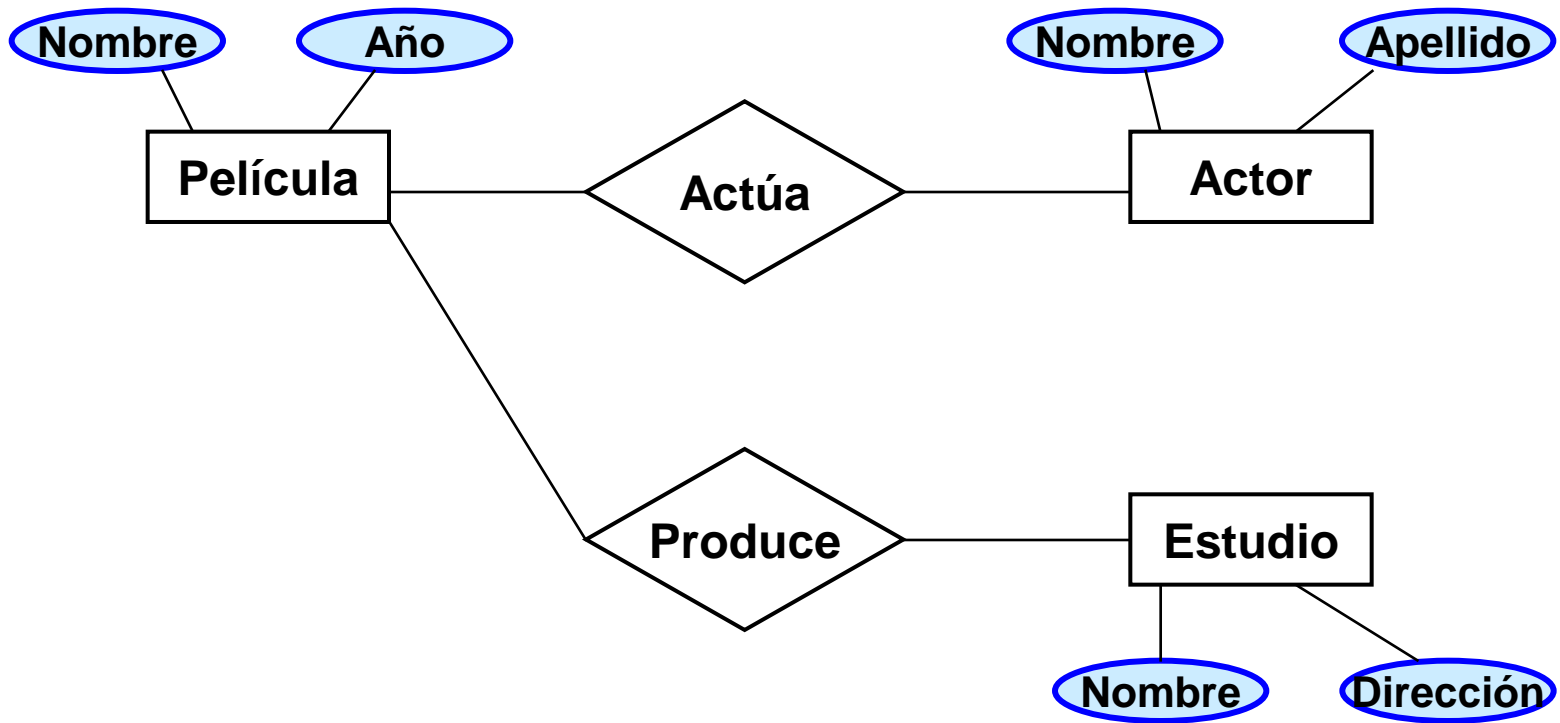 Nombre
Año
Nombre
Apellido
Película
Actúa
Actor
Produce
Estudio
Nombre
Dirección